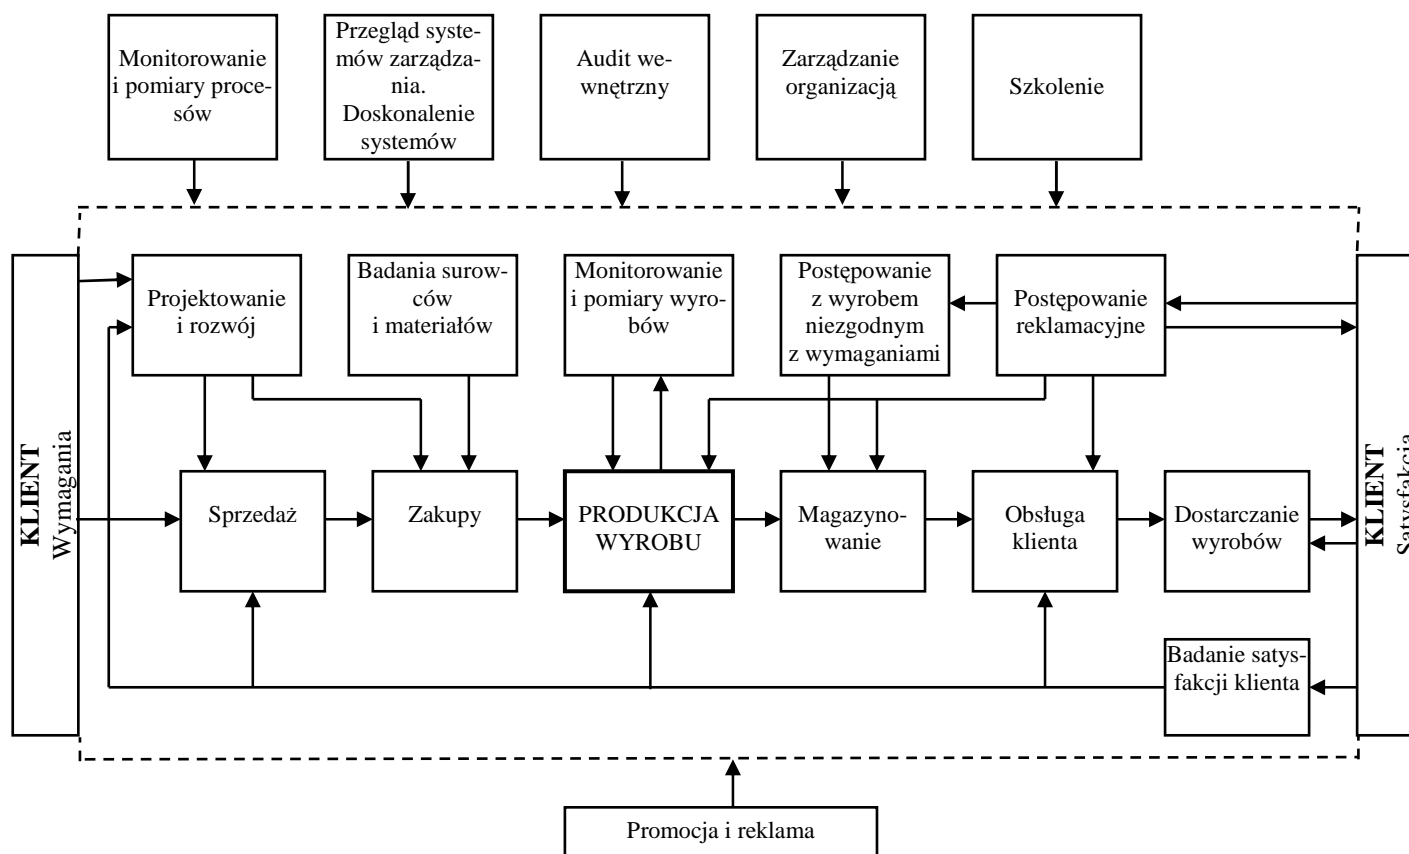 Monitorowanie
i pomiary proce-
sów
Przegląd syste-
mów zarządza-
nia.
Doskonalenie
systemów
Audit we-
wnętrzny
Zarządzanie
organizacją
Szkolenie
KLIENT
Wymagania
Projektowanie
i rozwój
Badania surow-
ców
i materiałów
Monitorowanie
i pomiary wyro-
bów
Postępowanie
z wyrobem
niezgodnym
z wymaganiami
Postępowanie
reklamacyjne
KLIENT
Satysfakcja
Sprzedaż
Zakupy
PRODUKCJA
WYROBU
Magazyno-
wanie
Obsługa
klienta
Dostarczanie
wyrobów
Badanie satys-
fakcji klienta
Promocja i reklama